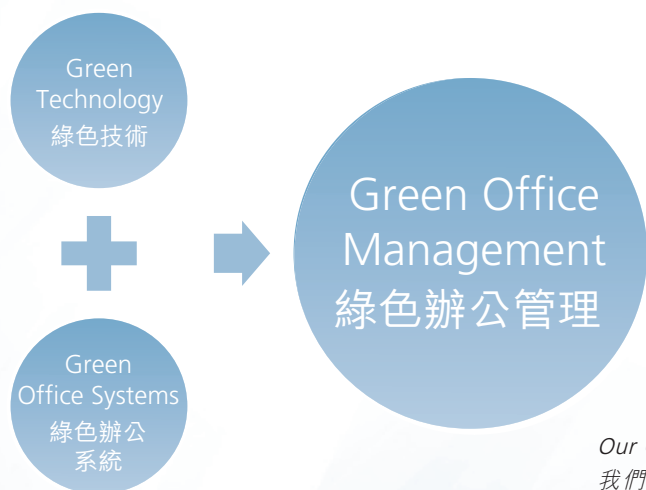 Green
Technology
綠色技術
Green Office
Management
綠色辦公管理
Green
Office Systems
綠色辦公
系統
Our
我們